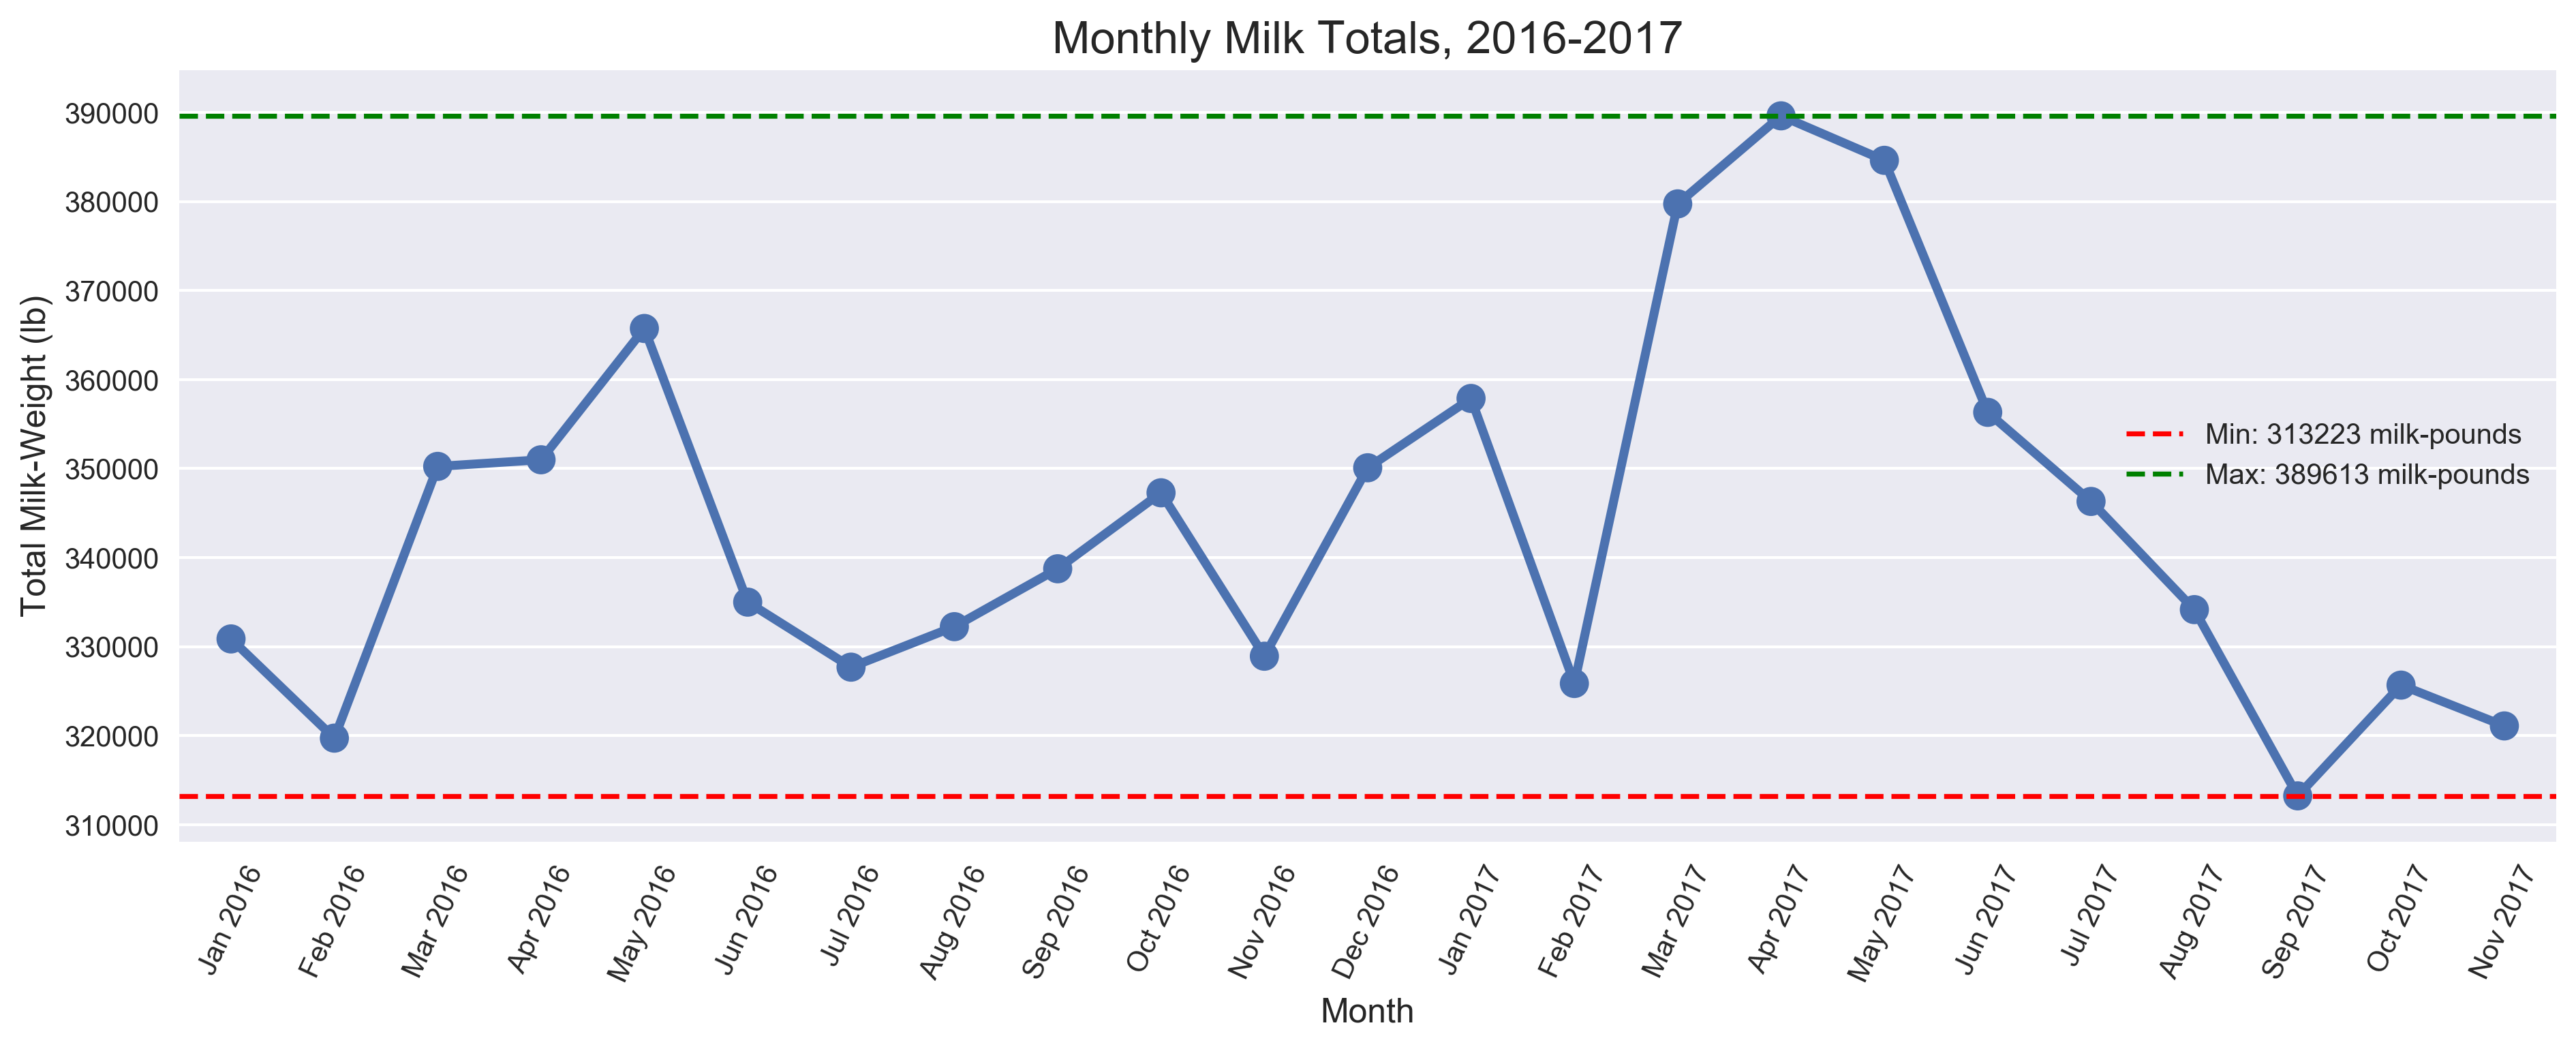 Monthly Milk Totals, 2016-2017
Total Milk-Weight (lb)
390000
380000
370000
360000
350000
340000
330000
320000
310000
Min: 313223 milk-pounds
Max: 389613 milk-pounds
Jan 2016
Feb 2016
Mar 2016
Apr 2016
May 2016
Jun 2016
Jul 2016
Aug 2016
Sep 2016
Oct 2016
Nov 2016
Dec 2016
Jan 2017
Feb 2017
Mar 2017
Apr 2017
May 2017
Jun 2017
Jul 2017
Aug 2017
Sep 2017
Oct 2017
Nov 2017
Month